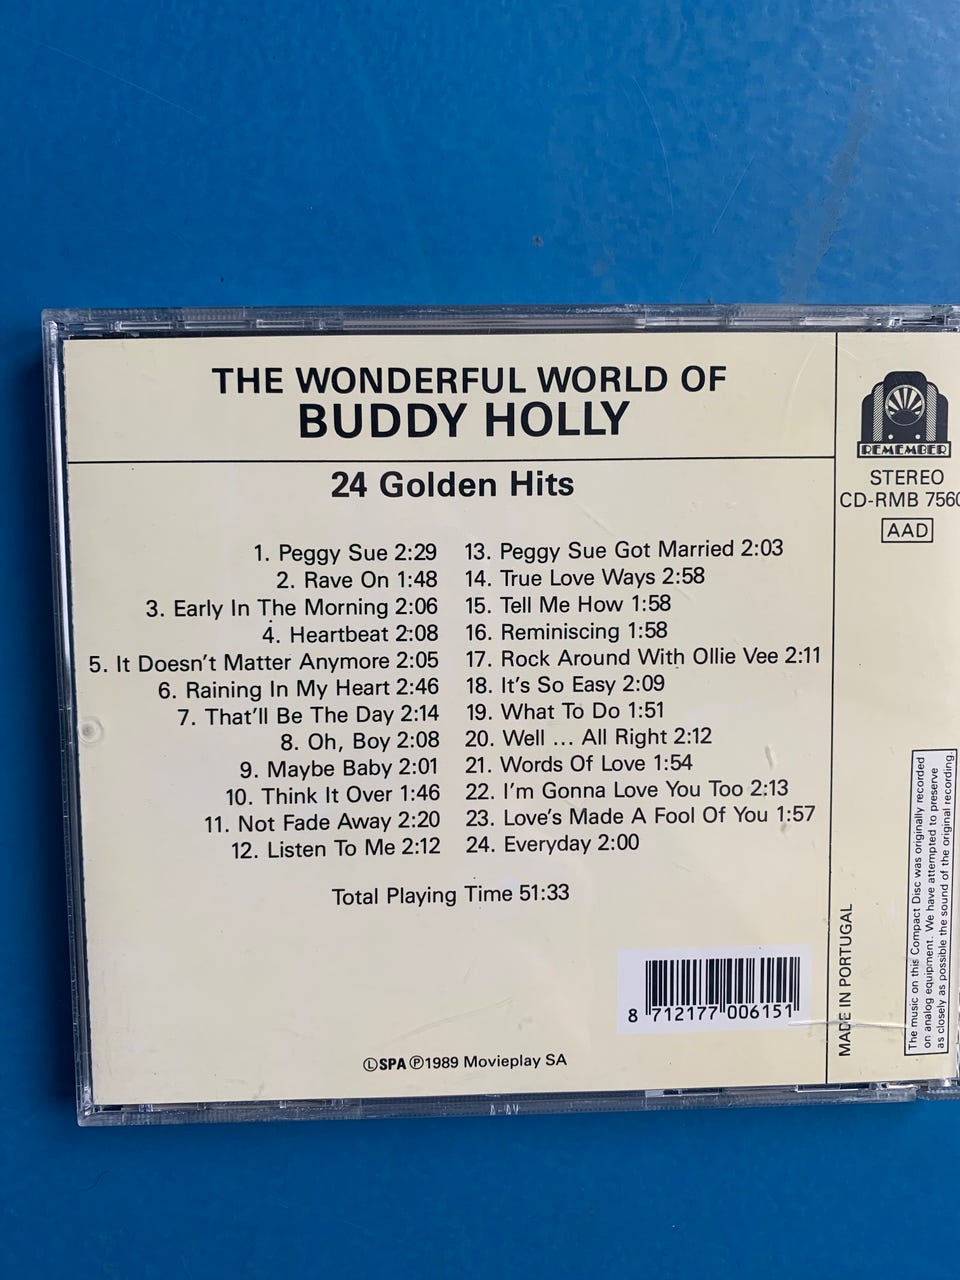 THE WONDERFUL WORLD OF
BUDDY HOLLY
24 Golden Hits
1. Peggy Sue 2:29
2. Rave On 1:48
3. Early In The Morning 2:06
4. Heartbeat 2:08
5. It Doesn't Matter Anymore 2:05
6. Raining In My Heart 2:46
7. That'll Be The Day 2:14
8. Oh, Boy 2:08
9. Maybe Baby 2:01
10. Think It Over 1:46
11. Not Fade Away 2:20
12. Listen To Me 2:12
13. Peggy Sue Got Married 2:03
14. True Love Ways 2:58
15. Tell Me How 1:58
16. Reminiscing 1:58
17. Rock Around With Ollie Vee 2:11
18. It's So Easy 2:09
19. What To Do 1:51
20. Well ... All Right 2:12
21. Words Of Love 1:54
22. I'm Gonna Love You Too 2:13
23. Love's Made A Fool Of You 1:57
24. Everyday 2:00
Total Playing Time 51:33
8 712177 006151
ⓁSPA Ⓟ1989 Movieplay SA
REMEMBER
STEREO
CD-RMB 7560
AAD
MADE IN PORTUGAL
The music on this Compact Disc was originally recorded
on analog equipment. We have attempted to preserve
as closely as possible the sound of the original recording.